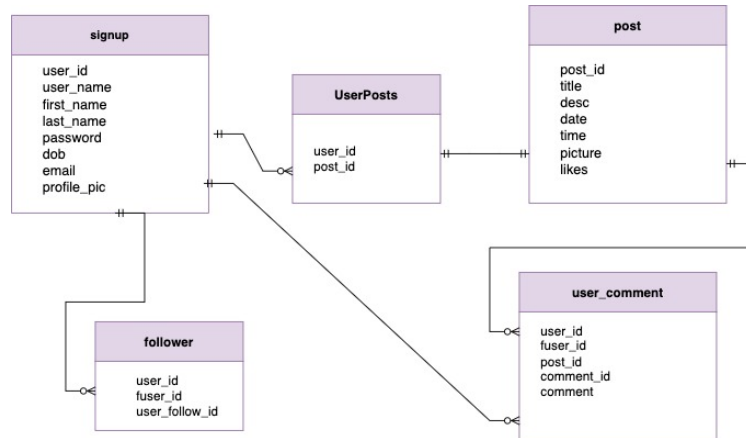 signup
user_id
user_name
first_name
last_name
password
dob
email
profile_pic
UserPosts
user_id
post_id
post
post_id
title
desc
date
time
picture
likes
follower
user_id
fuser_id
user_follow_id
user_comment
user_id
fuser_id
post_id
comment_id
comment